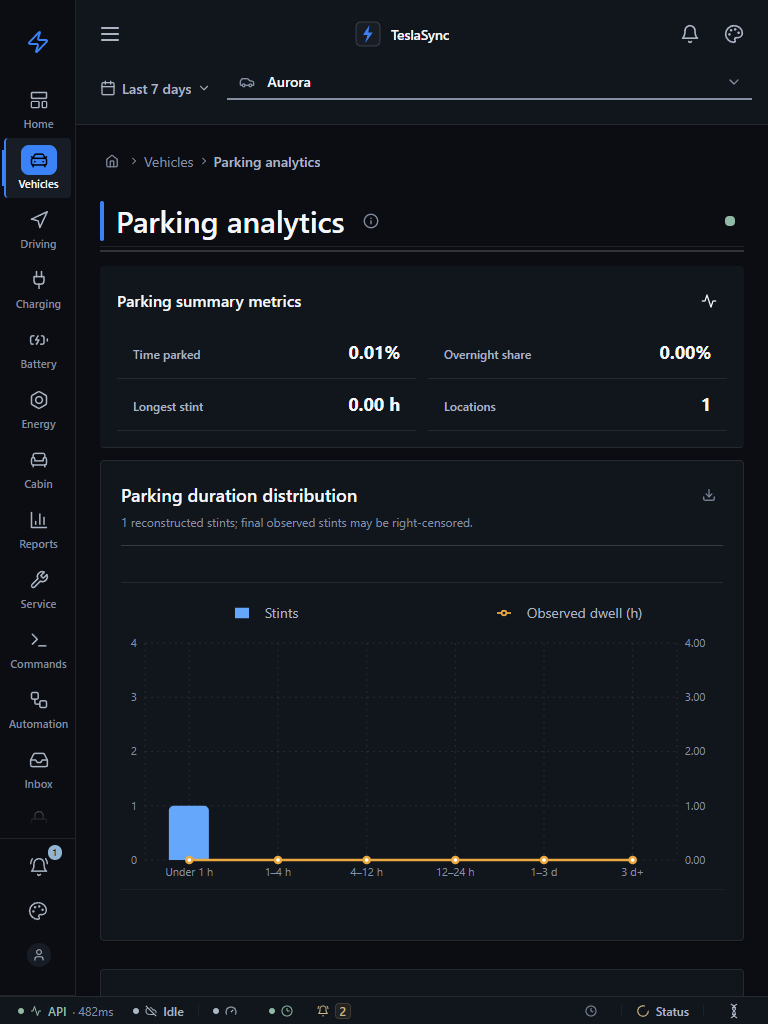 TeslaSync
Last 7 days
Aurora
Home
Vehicles
Driving
Charging
Battery
Energy
Cabin
Reports
Service
Commands
Automation
Inbox
1
Vehicles
Parking analytics
Parking analytics
Parking summary metrics
Time parked 0.01%
Overnight share 0.00%
Longest stint 0.00 h
Locations 1
Parking duration distribution
1 reconstructed stints; final observed stints may be right-censored.
Stints
Observed dwell (h)
4 4.00
3 3.00
2 2.00
1 1.00
0 0.00
Under 1 h 1–4 h 4–12 h 12–24 h 1–3 d 3 d+
API · 482ms Idle 2 Status